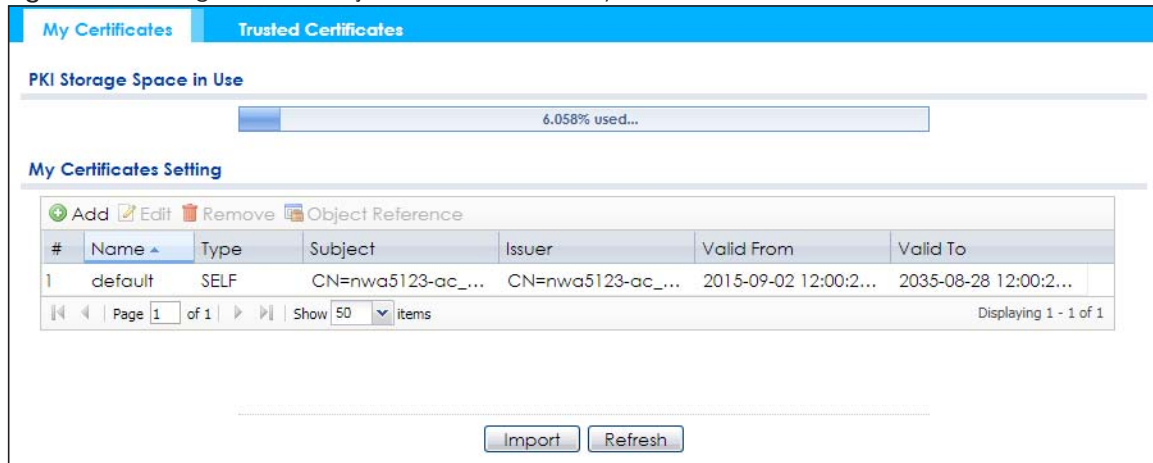 My Certificates Trusted Certificates
PKI Storage Space in Use
6.058% used...
My Certificates Setting
Add Edit Remove Object Reference
# Name Type Subject Issuer Valid From Valid To
1 default SELF CN=nwa5123-ac_... CN=nwa5123-ac_... 2015-09-02 12:00:2... 2035-08-28 12:00:2...
Page 1 of 1 Show 50 items Displaying 1 - 1 of 1
Import Refresh